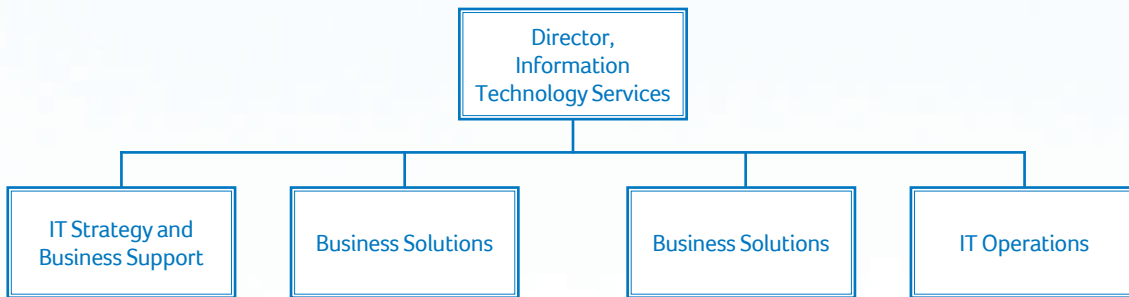 Director,
Information
Technology Services
IT Strategy and
Business Support
Business Solutions
Business Solutions
IT Operations